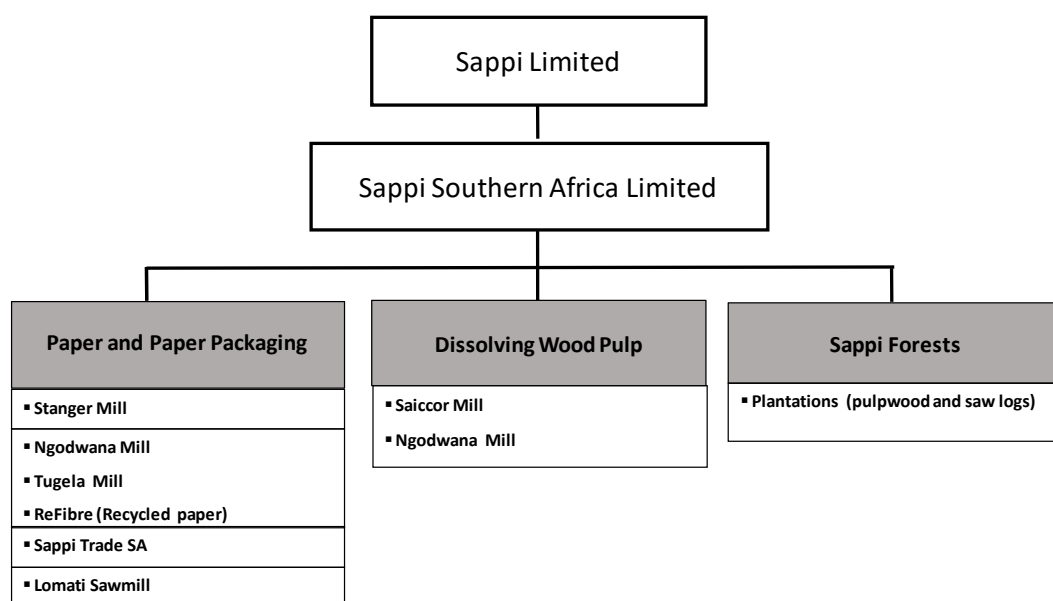 Sappi Limited
Sappi Southern Africa Limited
Paper and Paper Packaging
▪ Stanger Mill
▪ Ngodwana Mill
▪ Tugela Mill
▪ ReFibre (Recycled paper)
▪ Sappi Trade SA
▪ Lomati Sawmill
Dissolving Wood Pulp
▪ Saiccor Mill
▪ Ngodwana Mill
Sappi Forests
▪ Plantations (pulpwood and saw logs)